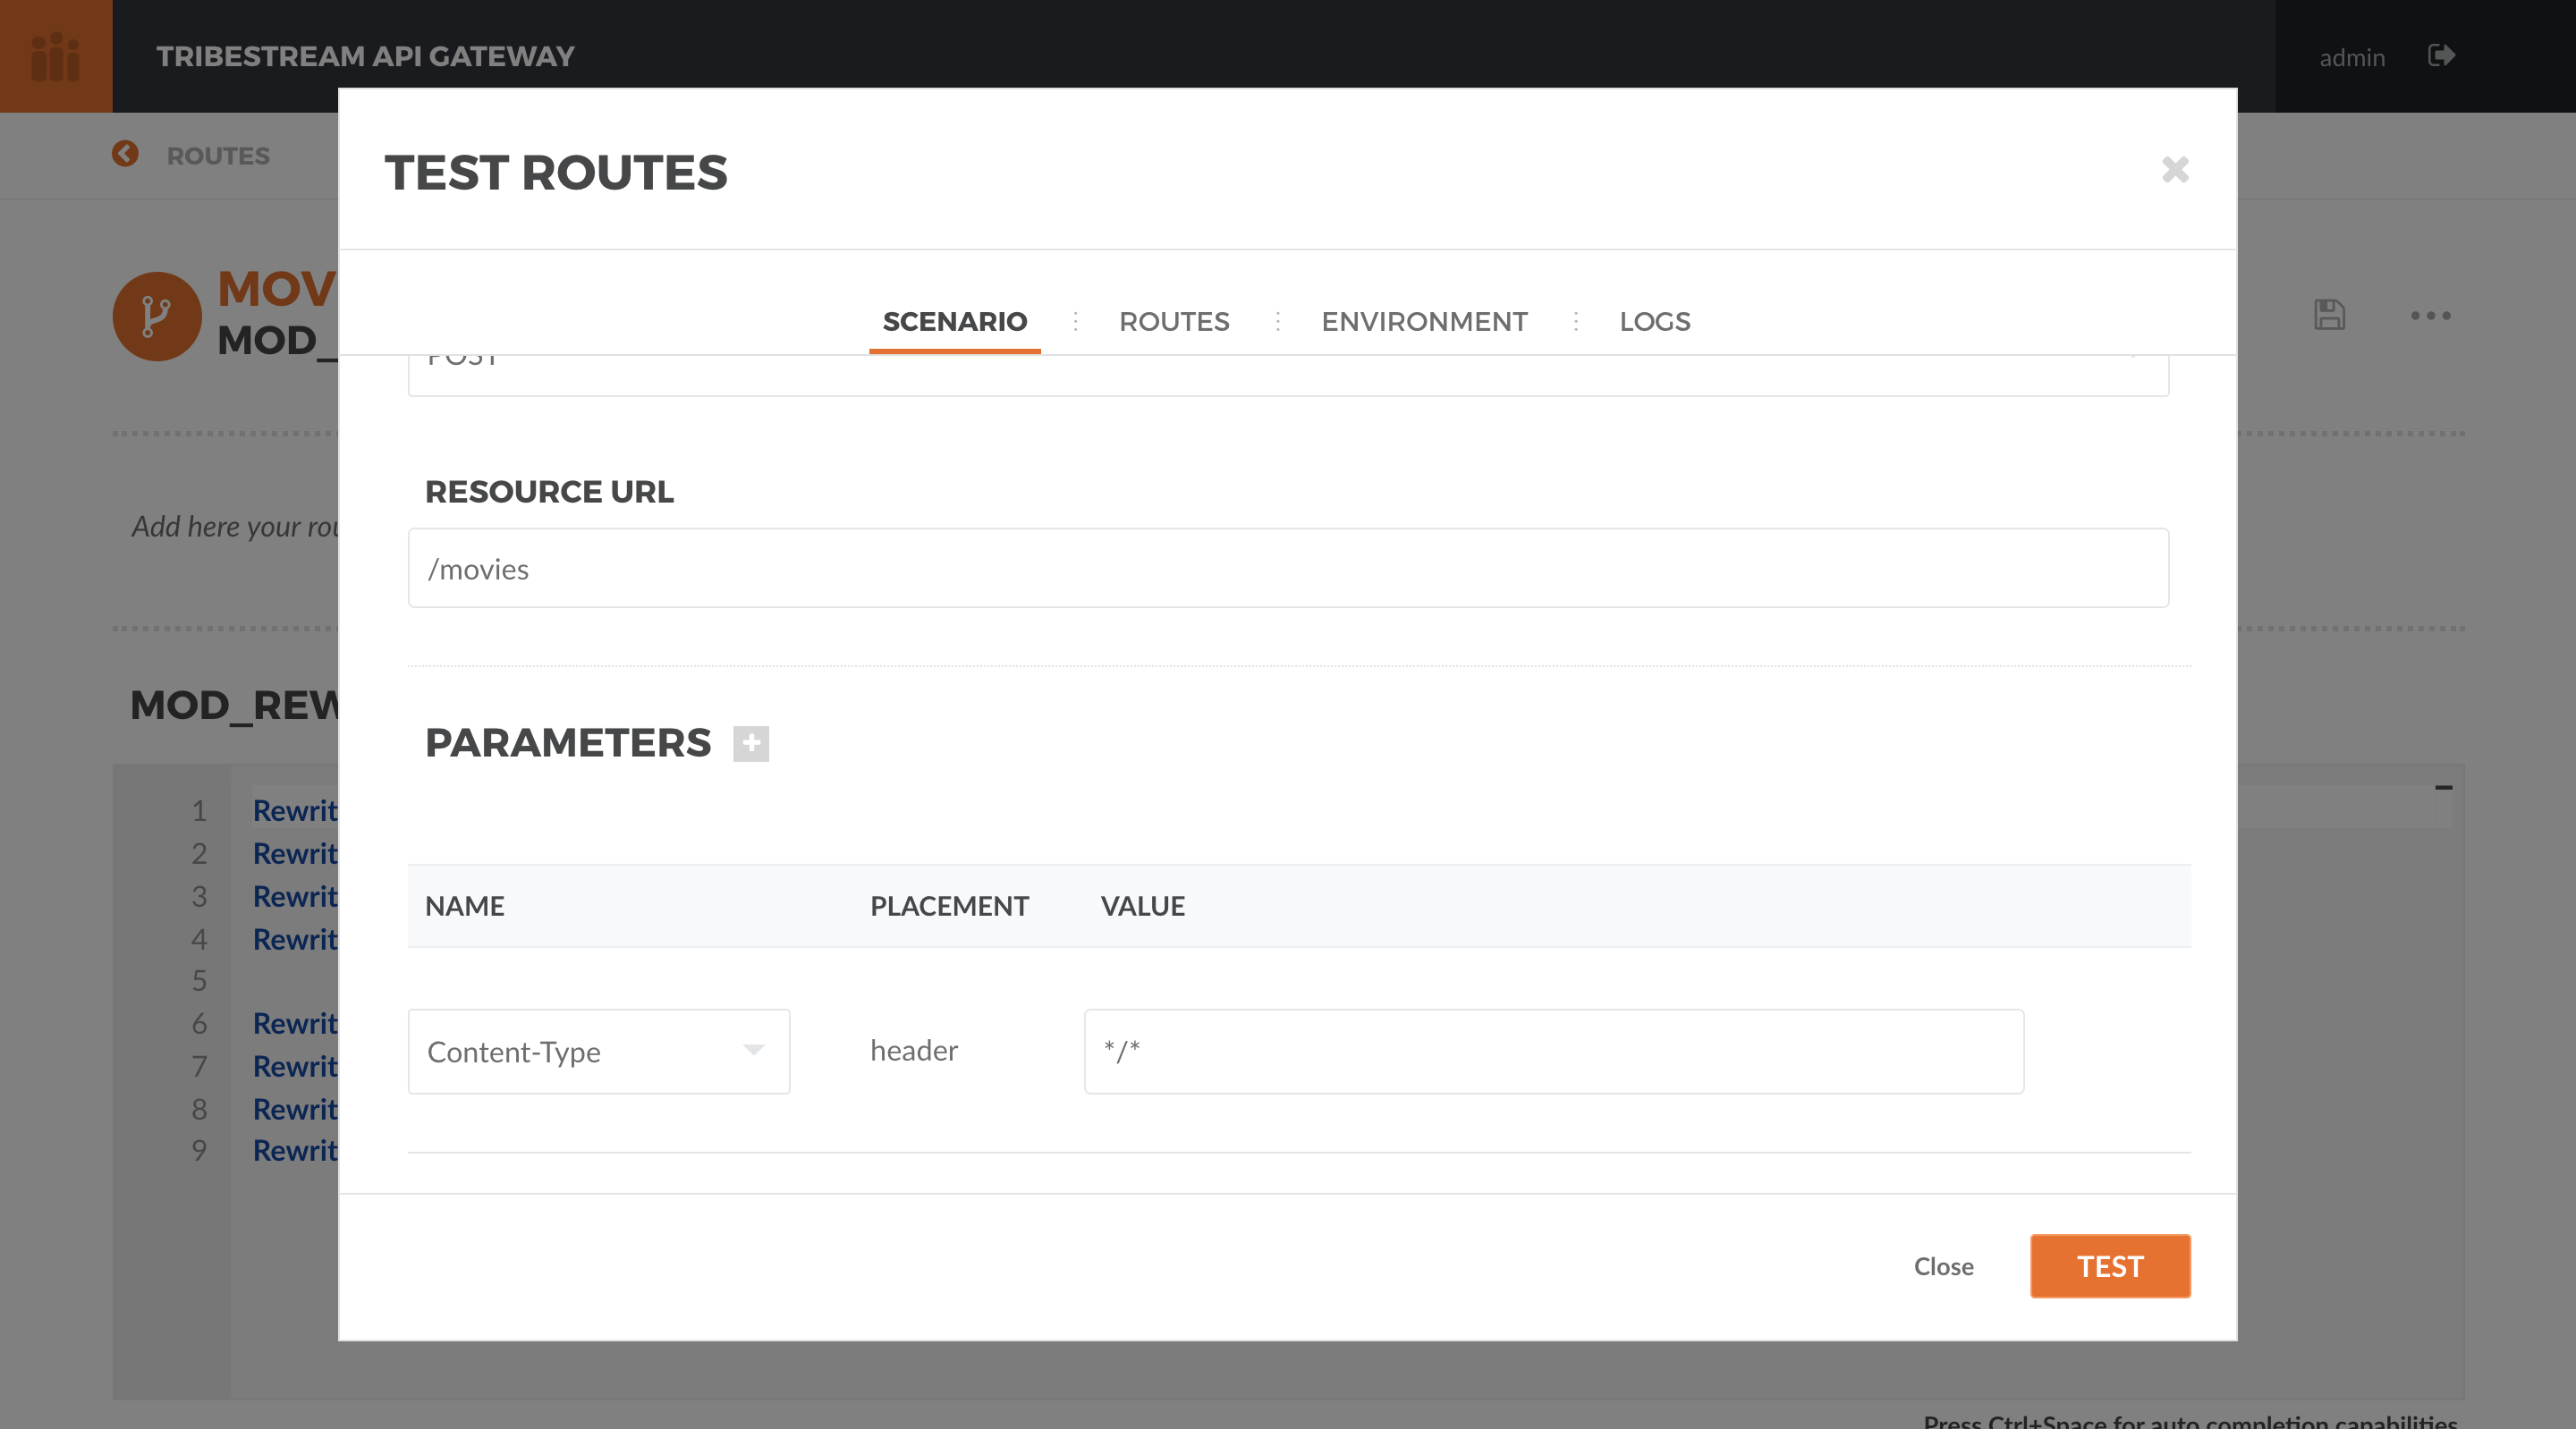 TRIBESTREAM API GATEWAY
admin
ROUTES
TEST ROUTES
MOV
MOD_
SCENARIO ROUTES ENVIRONMENT LOGS
POST
RESOURCE URL
Add here your rou
/movies
MOD_REW
PARAMETERS
1 Rewrit
2 Rewrit
3 Rewrit
4 Rewrit
5
6 Rewrit
7 Rewrit
8 Rewrit
9 Rewrit
NAME PLACEMENT VALUE
Content-Type header */*
Close TEST
Press Ctrl+Space for auto completion capabilities